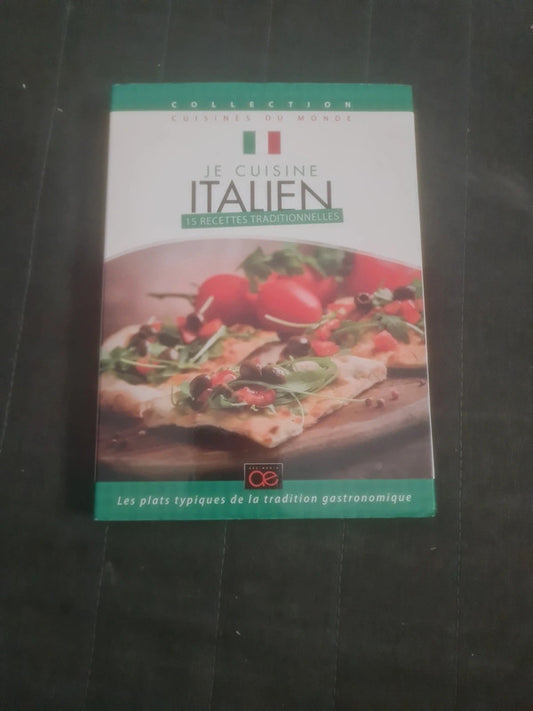 COLLECTION
CUISINES DU MONDE
JE CUISINE
ITALIEN
15 RECETTES TRADITIONNELLES
Les plats typiques de la tradition gastronomique